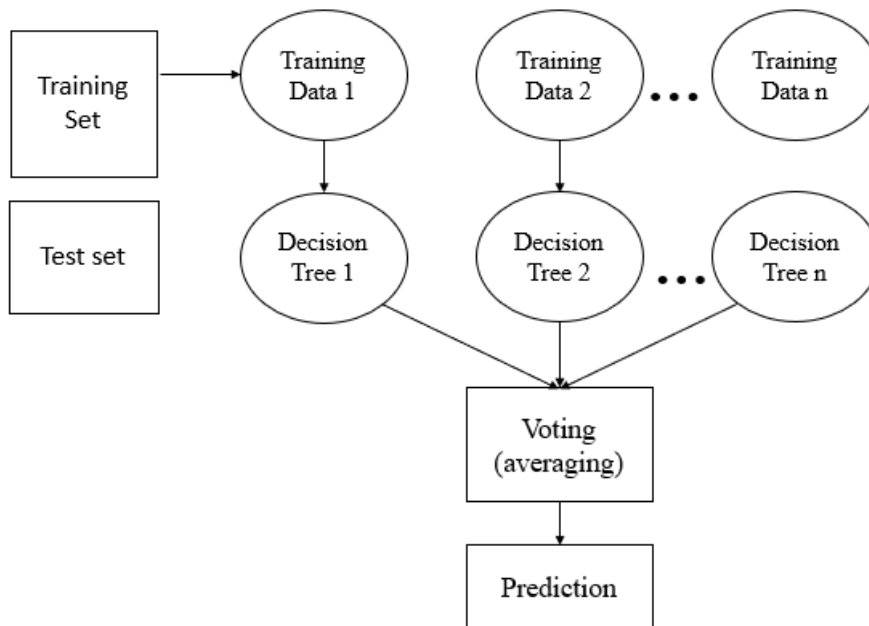 Training
Set
Training
Data 1
Training
Data 2
Training
Data n
Test set
Decision
Tree 1
Decision
Tree 2
Decision
Tree n
Voting
(averaging)
Prediction